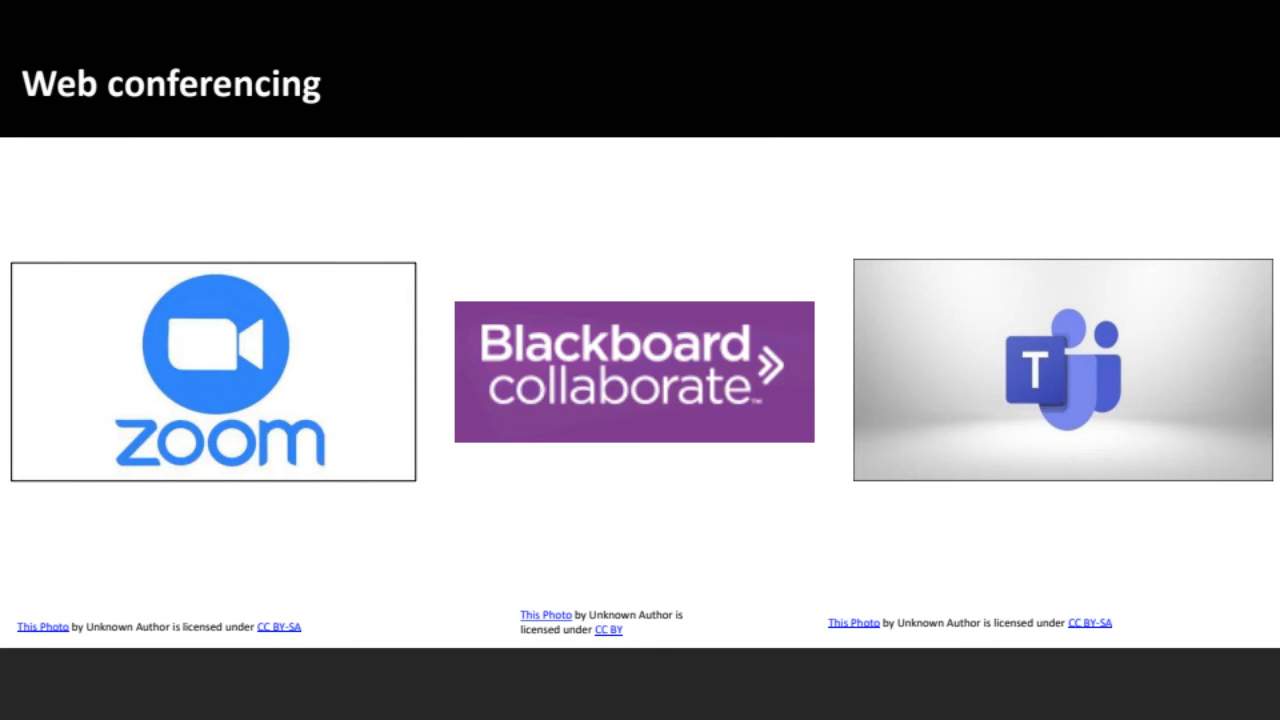 Web conferencing
zoom
Blackboard
collaborate™
T
This Photo by Unknown Author is licensed under CC BY-SA
This Photo by Unknown Author is
licensed under CC BY
This Photo by Unknown Author is licensed under CC BY-SA